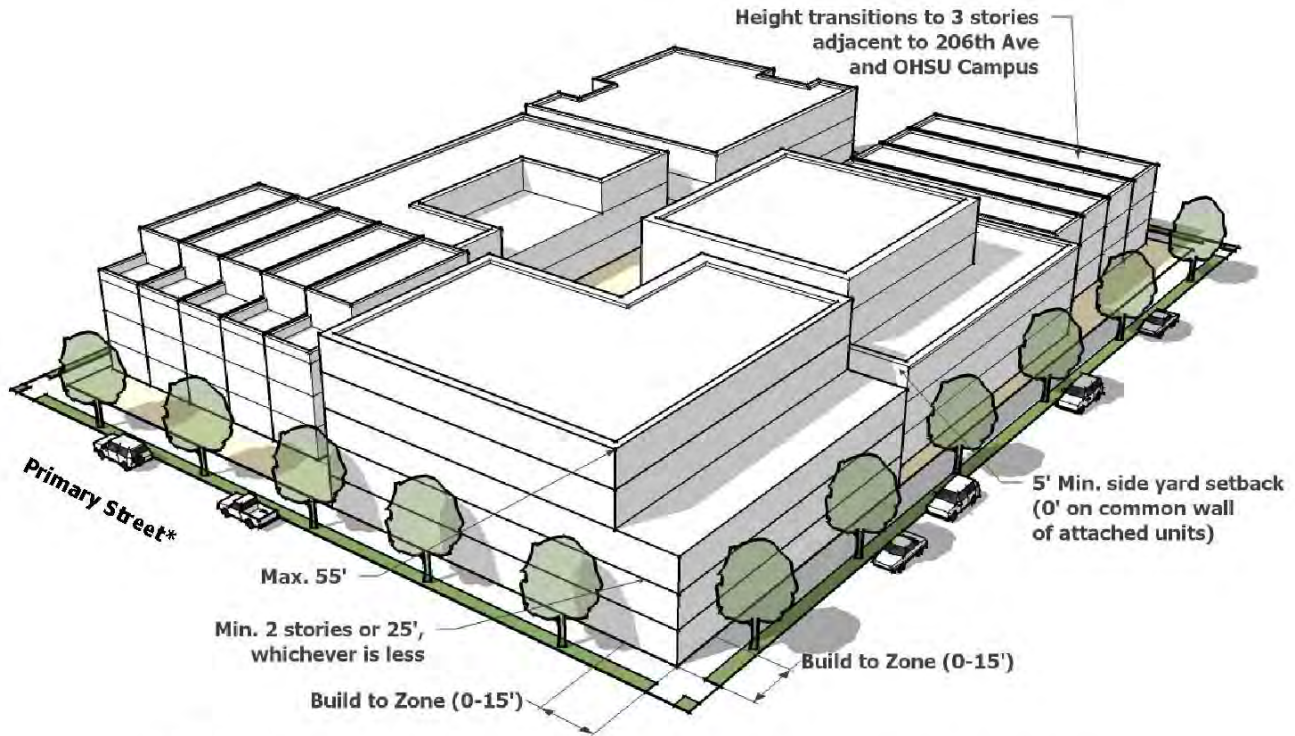 Height transitions to 3 stories
adjacent to 206th Ave
and OHSU Campus
Primary Street*
5' Min. side yard setback
(0' on common wall
of attached units)
Max. 55'
Min. 2 stories or 25',
whichever is less
Build to Zone (0-15')
Build to Zone (0-15')